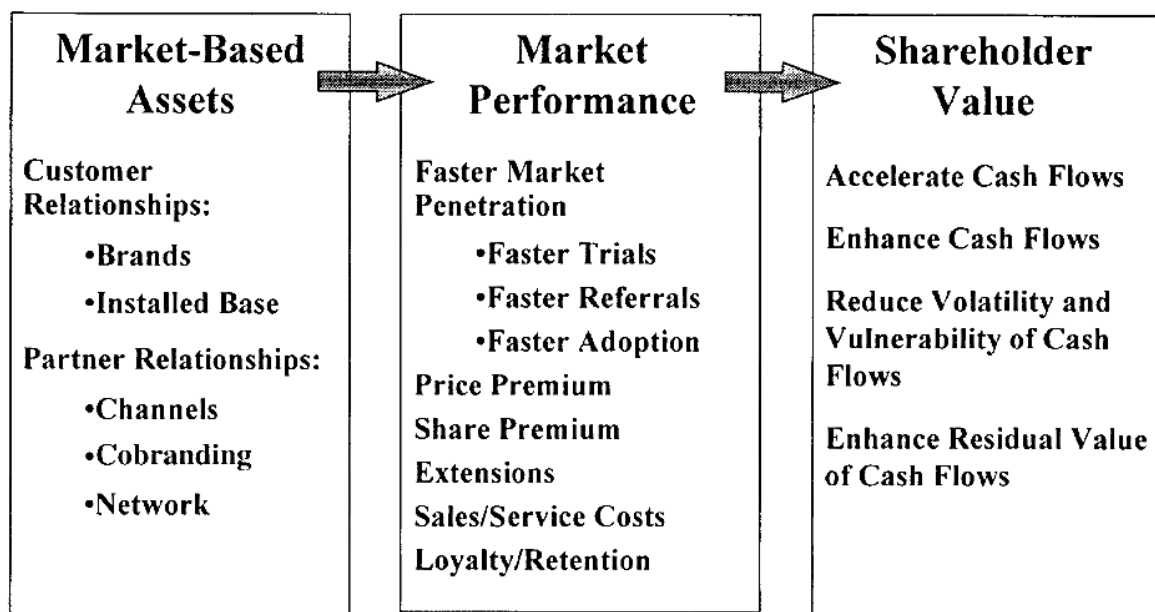 Market-Based
Assets
Customer
Relationships:
•Brands
•Installed Base
Partner Relationships:
•Channels
•Cobranding
•Network
Market
Performance
Faster Market
Penetration
•Faster Trials
•Faster Referrals
•Faster Adoption
Price Premium
Share Premium
Extensions
Sales/Service Costs
Loyalty/Retention
Shareholder
Value
Accelerate Cash Flows
Enhance Cash Flows
Reduce Volatility and
Vulnerability of Cash
Flows
Enhance Residual Value
of Cash Flows